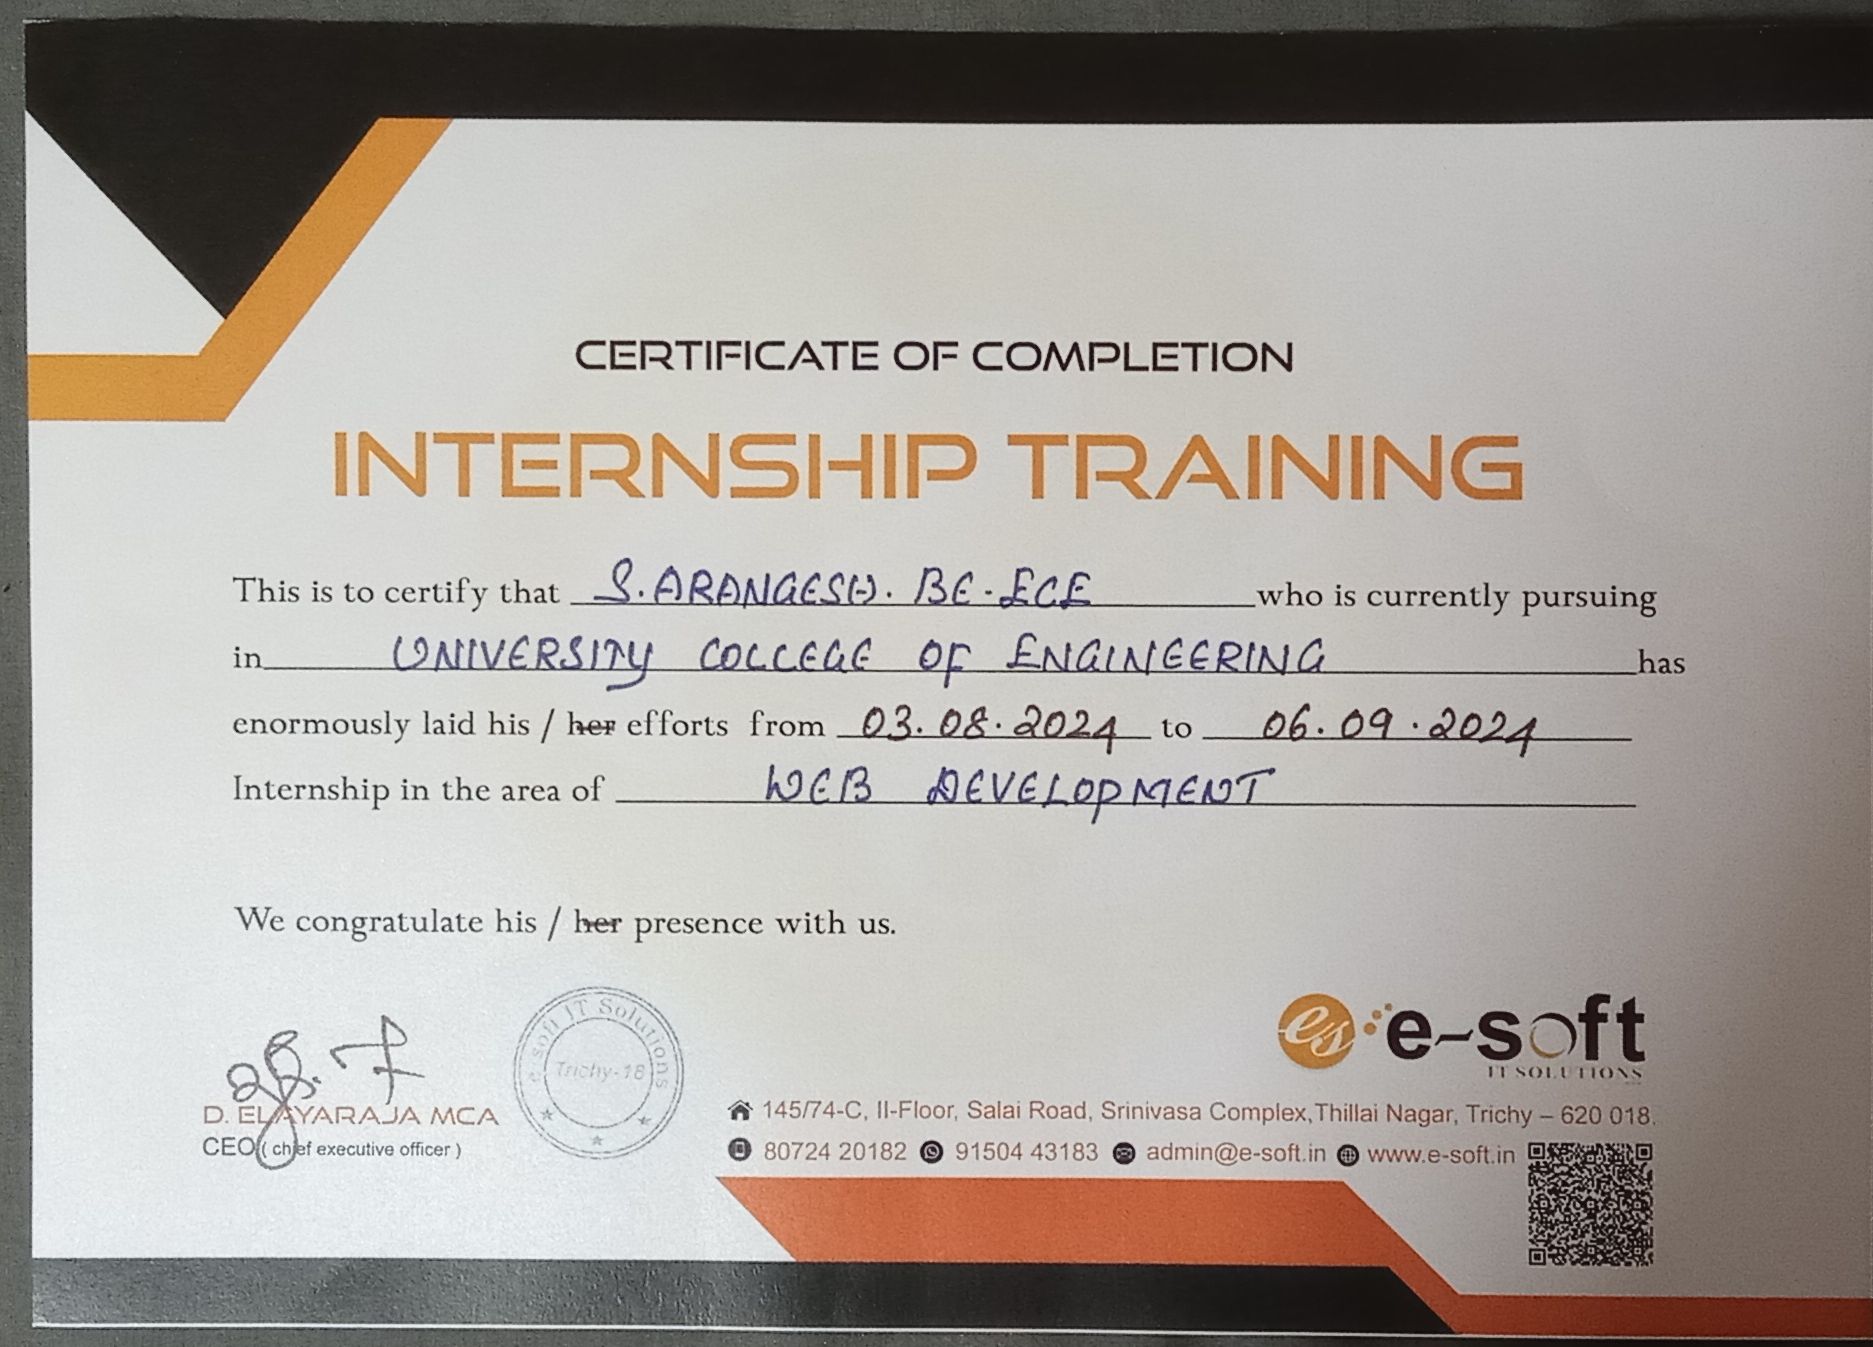 CERTIFICATE OF COMPLETION
INTERNSHIP TRAINING
This is to certify that S. ARANGESH. BE-ECE who is currently pursuing
in UNIVERSITY COLLEGE OF ENGINEERING has
enormously laid his / her efforts from 03.08.2024 to 06.09.2024
Internship in the area of WEB DEVELOPMENT
We congratulate his / her presence with us.
e-soft IT Solutions
Trichy-18
D. ELAYARAJA MCA
CEO ( chief executive officer )
es e-soft
IT SOLUTIONS
145/74-C, II-Floor, Salai Road, Srinivasa Complex, Thillai Nagar, Trichy – 620 018.
80724 20182 91504 43183 admin@e-soft.in www.e-soft.in